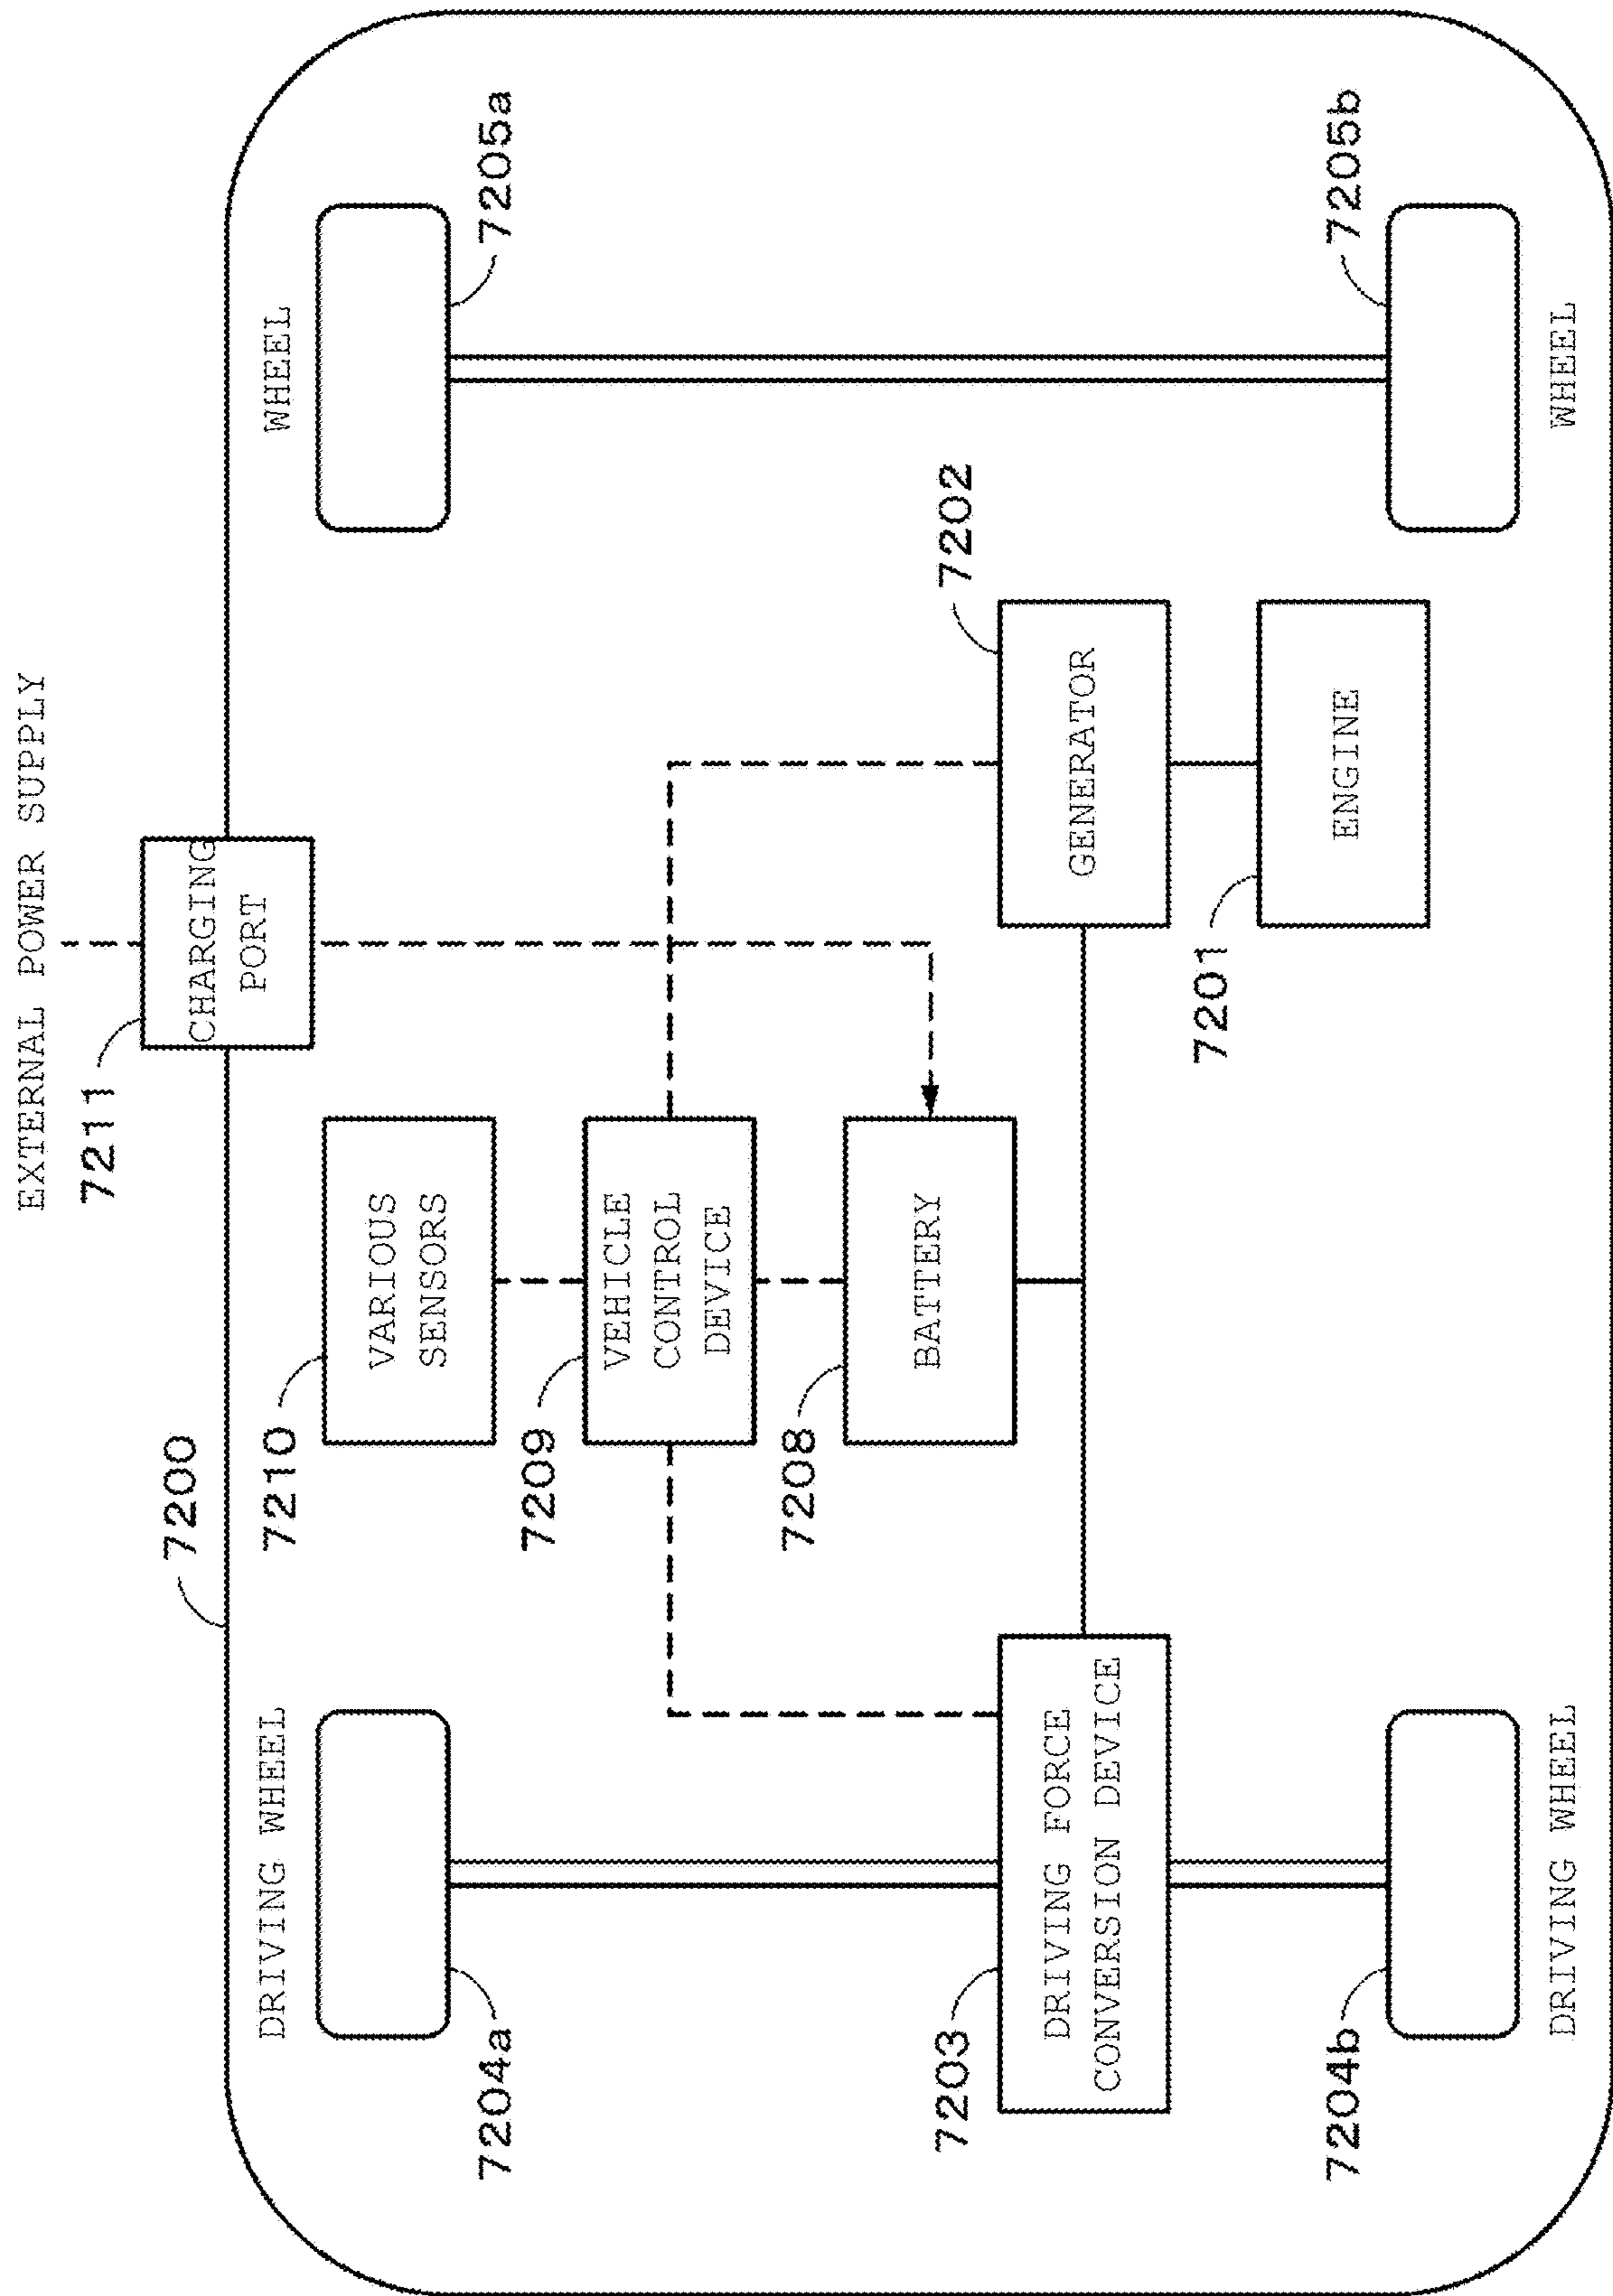 EXTERNAL POWER SUPPLY
7211
CHARGING
PORT
7200
DRIVING WHEEL
WHEEL
7204a
7210
VARIOUS
SENSORS
7205a
7209
VEHICLE
CONTROL
DEVICE
7208
BATTERY
7203
DRIVING FORCE
CONVERSION DEVICE
7202
GENERATOR
7201
ENGINE
7204b
7205b
DRIVING WHEEL
WHEEL